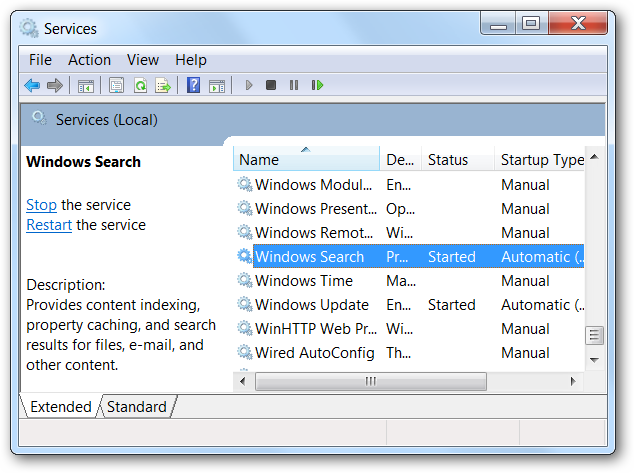 Services
File Action View Help
Services (Local)
Windows Search
Stop the service
Restart the service
Description:
Provides content indexing,
property caching, and search
results for files, e-mail, and
other content.
Name De... Status Startup Type
Windows Modul... En... Manual
Windows Present... Op... Manual
Windows Remot... Wi... Manual
Windows Search Pr... Started Automatic (...
Windows Time Ma... Manual
Windows Update En... Started Automatic (...
WinHTTP Web Pr... Wi... Manual
Wired AutoConfig Th... Manual
Extended Standard